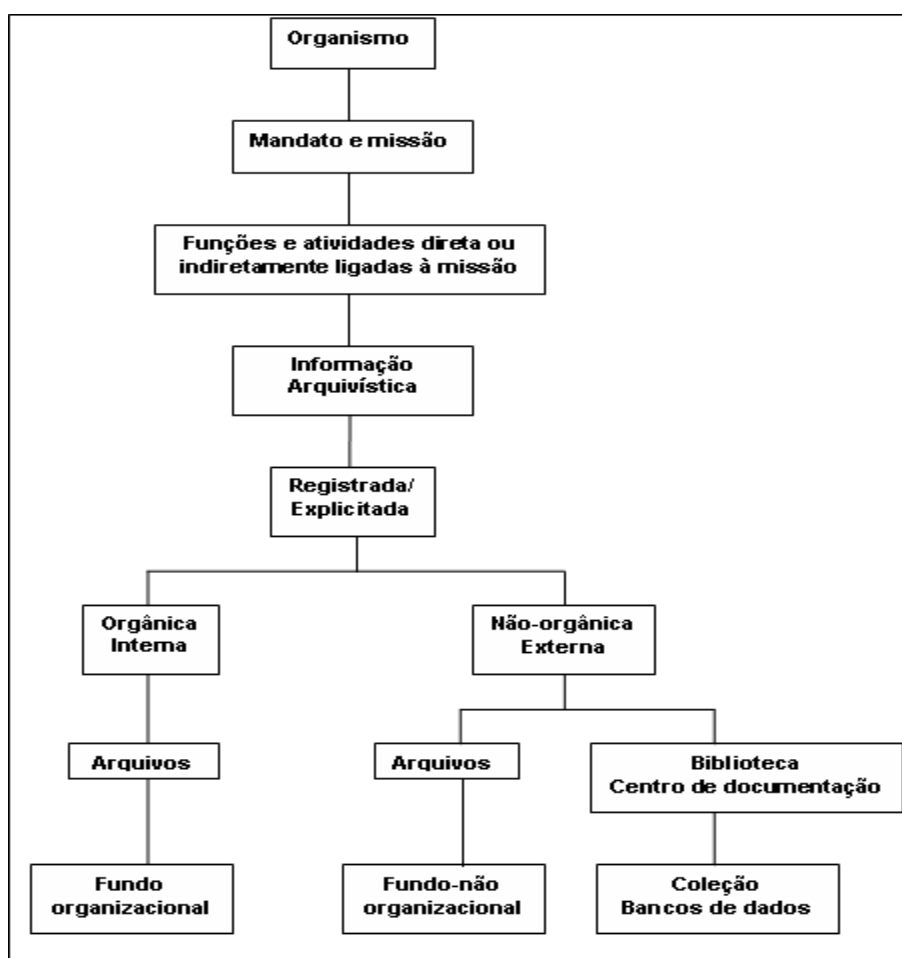 Organismo
Mandato e missão
Funções e atividades direta ou
indiretamente ligadas à missão
Informação
Arquivística
Registrada/
Explicitada
Orgânica
Interna
Não-orgânica
Externa
Arquivos
Arquivos
Biblioteca
Centro de documentação
Fundo
organizacional
Fundo-não
organizacional
Coleção
Bancos de dados